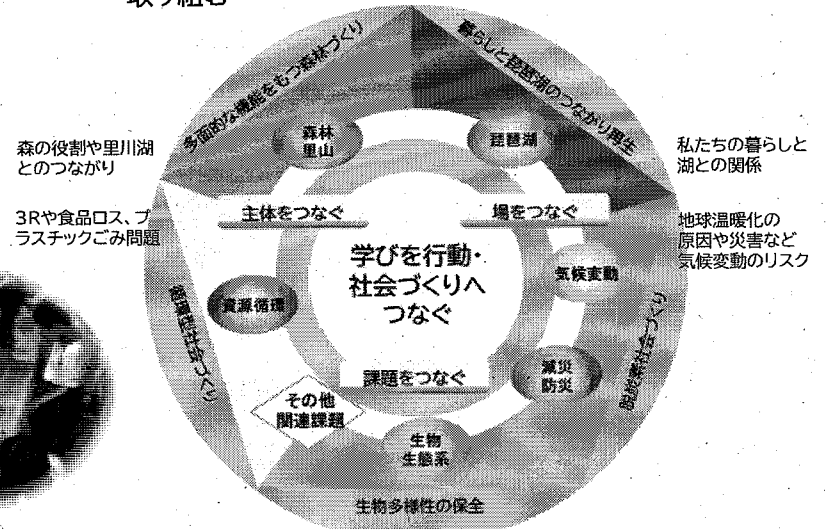 取り組む
多面的な機能をもつ森林づくり
暮らしと琵琶湖のつながり再生
森林
里山
琵琶湖
森の役割や里川湖
とのつながり
私たちの暮らしと
湖との関係
主体をつなぐ
場をつなぐ
3Rや食品ロス、プ
ラスチックごみ問題
地球温暖化の
原因や災害など
気候変動のリスク
学びを行動・
社会づくりへ
つなぐ
気候変動
資源循環
循環型社会づくり
脱炭素社会づくり
減災
防災
課題をつなぐ
その他
関連課題
生物
生態系
生物多様性の保全